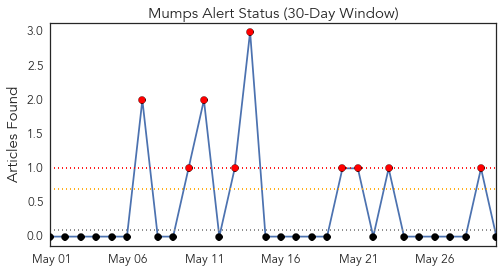 Mumps Alert Status (30-Day Window)
Articles Found
3.0
2.5
2.0
1.5
1.0
0.5
0.0
May 01 May 06 May 11 May 16 May 21 May 26